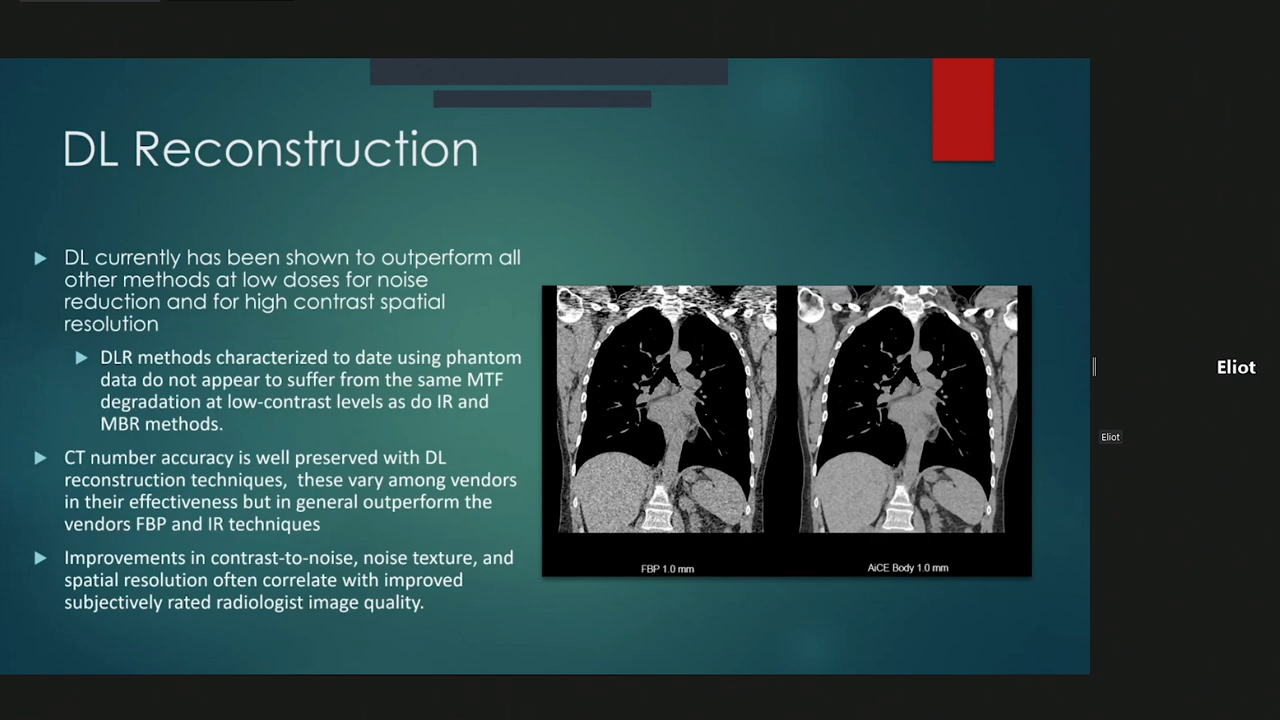 DL Reconstruction
DL currently has been shown to outperform all
other methods at low doses for noise
reduction and for high contrast spatial
resolution
DLR methods characterized to date using phantom
data do not appear to suffer from the same MTF
degradation at low-contrast levels as do IR and
MBR methods.
CT number accuracy is well preserved with DL
reconstruction techniques, these vary among vendors
in their effectiveness but in general outperform the
vendors FBP and IR techniques
Improvements in contrast-to-noise, noise texture, and
spatial resolution often correlate with improved
subjectively rated radiologist image quality.
FBP 1.0 mm
AiCE Body 1.0 mm
Eliot
Eliot